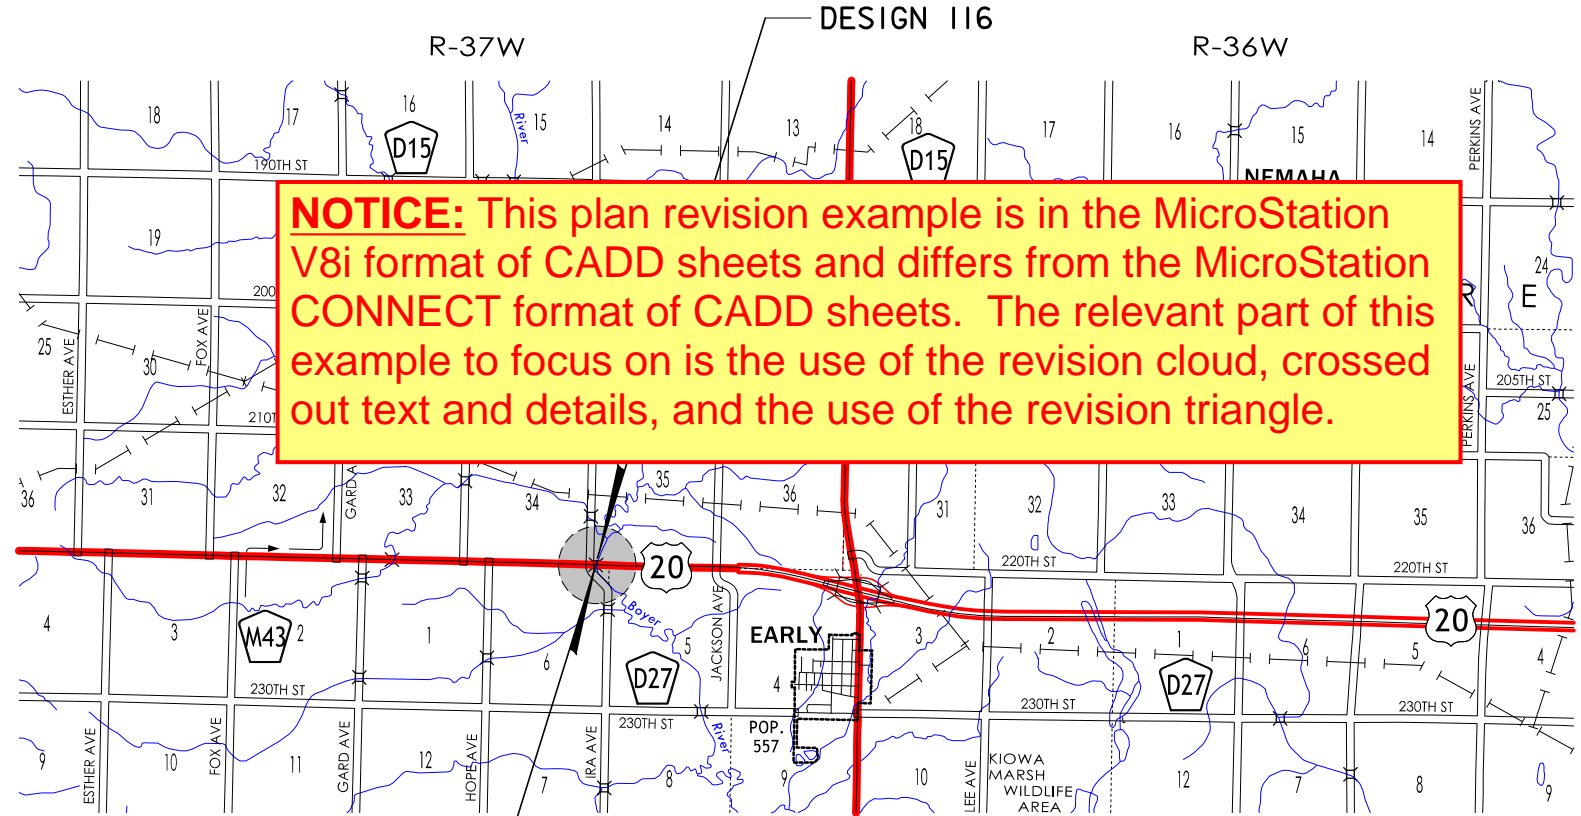 DESIGN 116
R-37W
R-36W
18
17
16
15
14
13
18
17
16
15
14
PERKINS AVE
River
D15
D15
190TH ST
NEMAHA
NOTICE: This plan revision example is in the MicroStation
V8i format of CADD sheets and differs from the MicroStation
CONNECT format of CADD sheets. The relevant part of this
example to focus on is the use of the revision cloud, crossed
out text and details, and the use of the revision triangle.
19
24
200
R E
25
ESTHER AVE
30
FOX AVE
210T
PERKINS AVE
205TH ST
25
36
31
32
GARD A
33
34
35
36
31
32
33
34
35
36
20
220TH ST
220TH ST
4
3
M43
2
1
6
Boyer
5
JACKSON AVE
EARLY
3
2
1
6
20
5
4
D27
4
D27
230TH ST
230TH ST
230TH ST
230TH ST
POP.
557
River
9
ESTHER AVE
10
FOX AVE
11
GARD AVE
12
HOPE AVE
7
IRA AVE
8
9
10
LEE AVE
KIOWA
MARSH
WILDLIFE
AREA
12
7
8
9